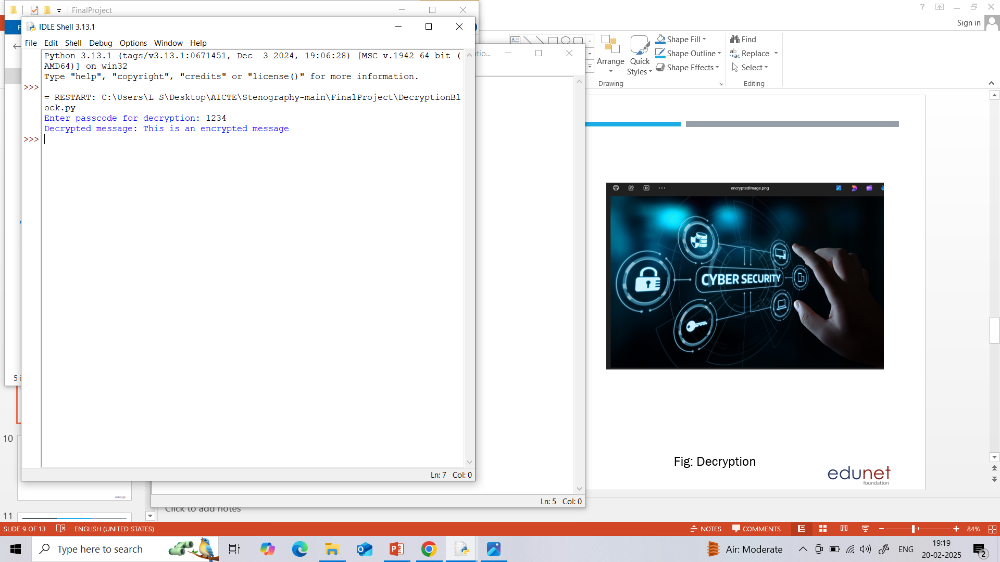 FinalProject
IDLE Shell 3.13.1
File Edit Shell Debug Options Window Help
Python 3.13.1 (tags/v3.13.1:0671451, Dec  3 2024, 19:06:28) [MSC v.1942 64 bit (
AMD64)] on win32
Type "help", "copyright", "credits" or "license()" for more information.
>>>
= RESTART: C:\Users\L S\Desktop\AICTE\Stenography-main\FinalProject\DecryptionBl
ock.py
Enter passcode for decryption: 1234
Decrypted message: This is an encrypted message
>>>
Ln: 7 Col: 0
Ln: 5 Col: 0
Sign in
Arrange
Quick
Styles
Shape Fill
Shape Outline
Shape Effects
Drawing
Find
Replace
Select
Editing
encryptedImage.png
CYBER SECURITY
Fig: Decryption
edunet
foundation
5 i
10
edunet
11
Click to add notes
SLIDE 9 OF 13 ENGLISH (UNITED STATES)
NOTES COMMENTS 84%
Type here to search
Air: Moderate
ENG
19:19
20-02-2025
2